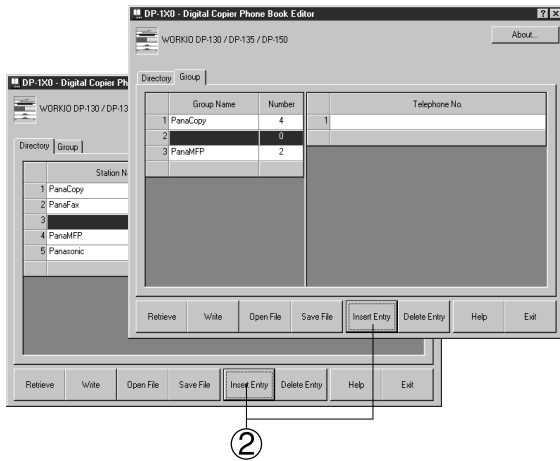 DP-1X0 - Digital Copier Phone Book Editor
WORKIO DP-130 / DP-135 / DP-150
About...
Directory Group
Group Name Number Telephone No.
1 PanaCopy 4 1
2 0
3 PanaMFP 2
Retrieve Write Open File Save File Insert Entry Delete Entry Help Exit
DP-1X0 - Digital Copier Ph
WORKIO DP-130 / DP-13
Directory Group
Station N
1 PanaCopy
2 PanaFax
3
4 PanaMFP
5 Panasonic
Retrieve Write Open File Save File Insert Entry Delete Entry Help Exit
2